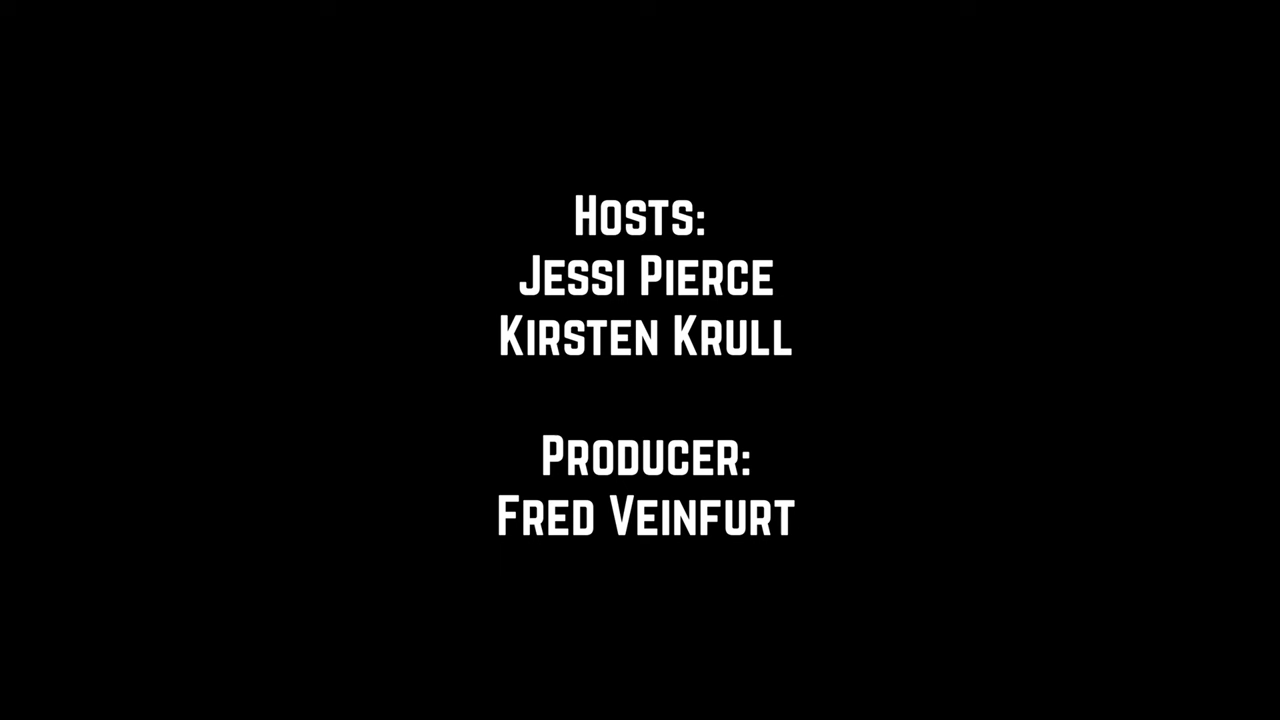 Hosts:
Jessi Pierce
Kirsten Krull
Producer:
Fred Veinfurt